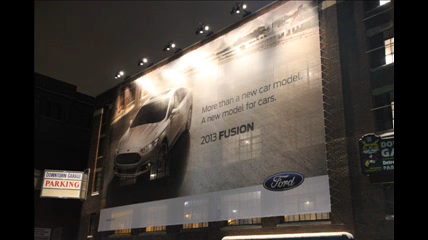 More than a new car model.
A new model for cars.
2013 FUSION
Ford
DOWNTOWN GARAGE
PARKING